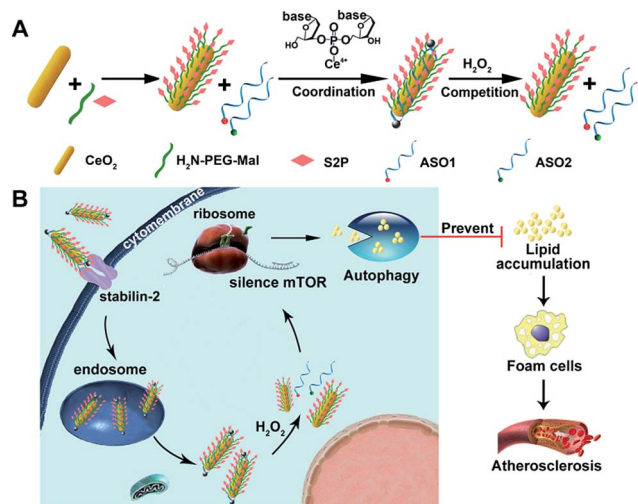 A
base
base
O
O
HO
O
P
O
OH
O
O
Ce4+
Coordination
H2O2
Competition
CeO2
H2N-PEG-Mal
S2P
ASO1
ASO2
B
cytomembrane
ribosome
stabilin-2
silence mTOR
Autophagy
Prevent
Lipid
accumulation
endosome
H2O2
Foam cells
Atherosclerosis